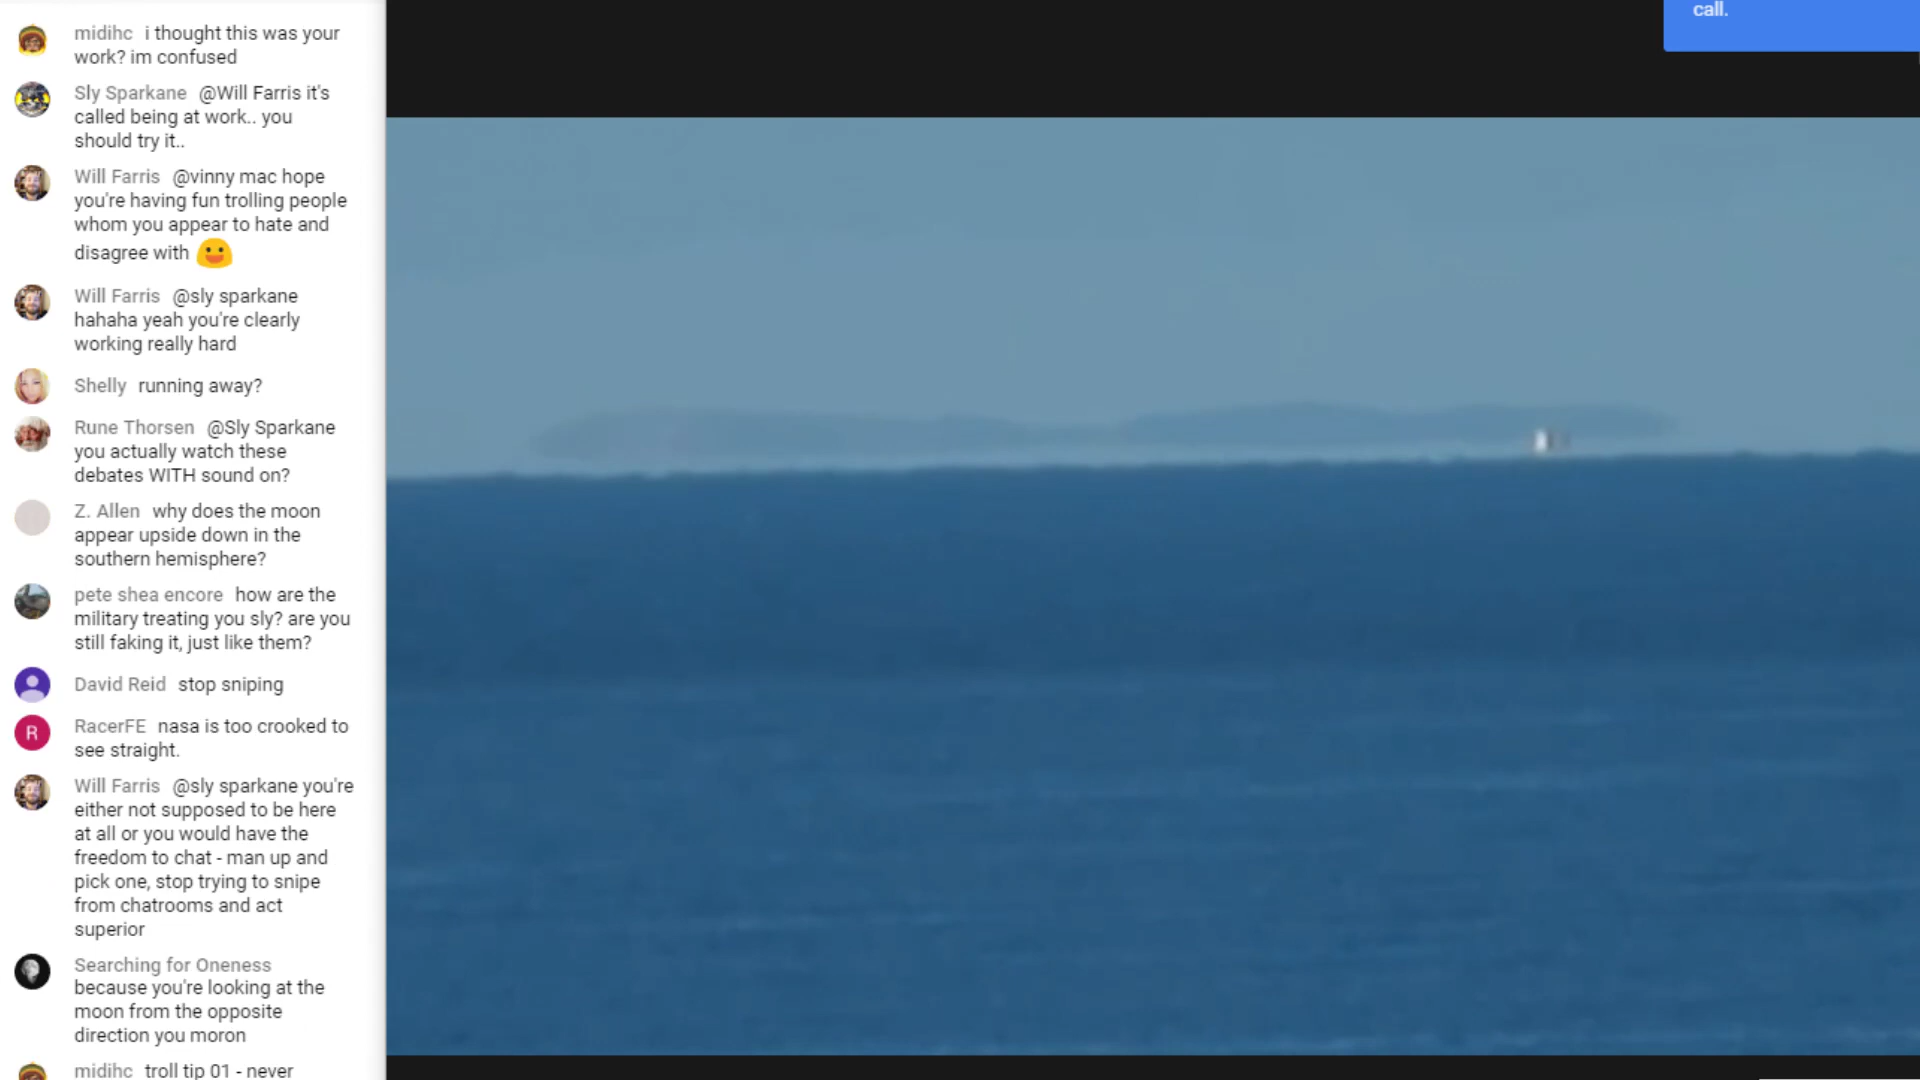 midihc i thought this was your
work? im confused
Sly Sparkane @Will Farris it's
called being at work.. you
should try it..
Will Farris @vinny mac hope
you're having fun trolling people
whom you appear to hate and
disagree with
Will Farris @sly sparkane
hahaha yeah you're clearly
working really hard
Shelly running away?
Rune Thorsen @Sly Sparkane
you actually watch these
debates WITH sound on?
Z. Allen why does the moon
appear upside down in the
southern hemisphere?
pete shea encore how are the
military treating you sly? are you
still faking it, just like them?
David Reid stop sniping
R
RacerFE nasa is too crooked to
see straight.
Will Farris @sly sparkane you're
either not supposed to be here
at all or you would have the
freedom to chat - man up and
pick one, stop trying to snipe
from chatrooms and act
superior
Searching for Oneness
because you're looking at the
moon from the opposite
direction you moron
midihc troll tip 01 - never
call.